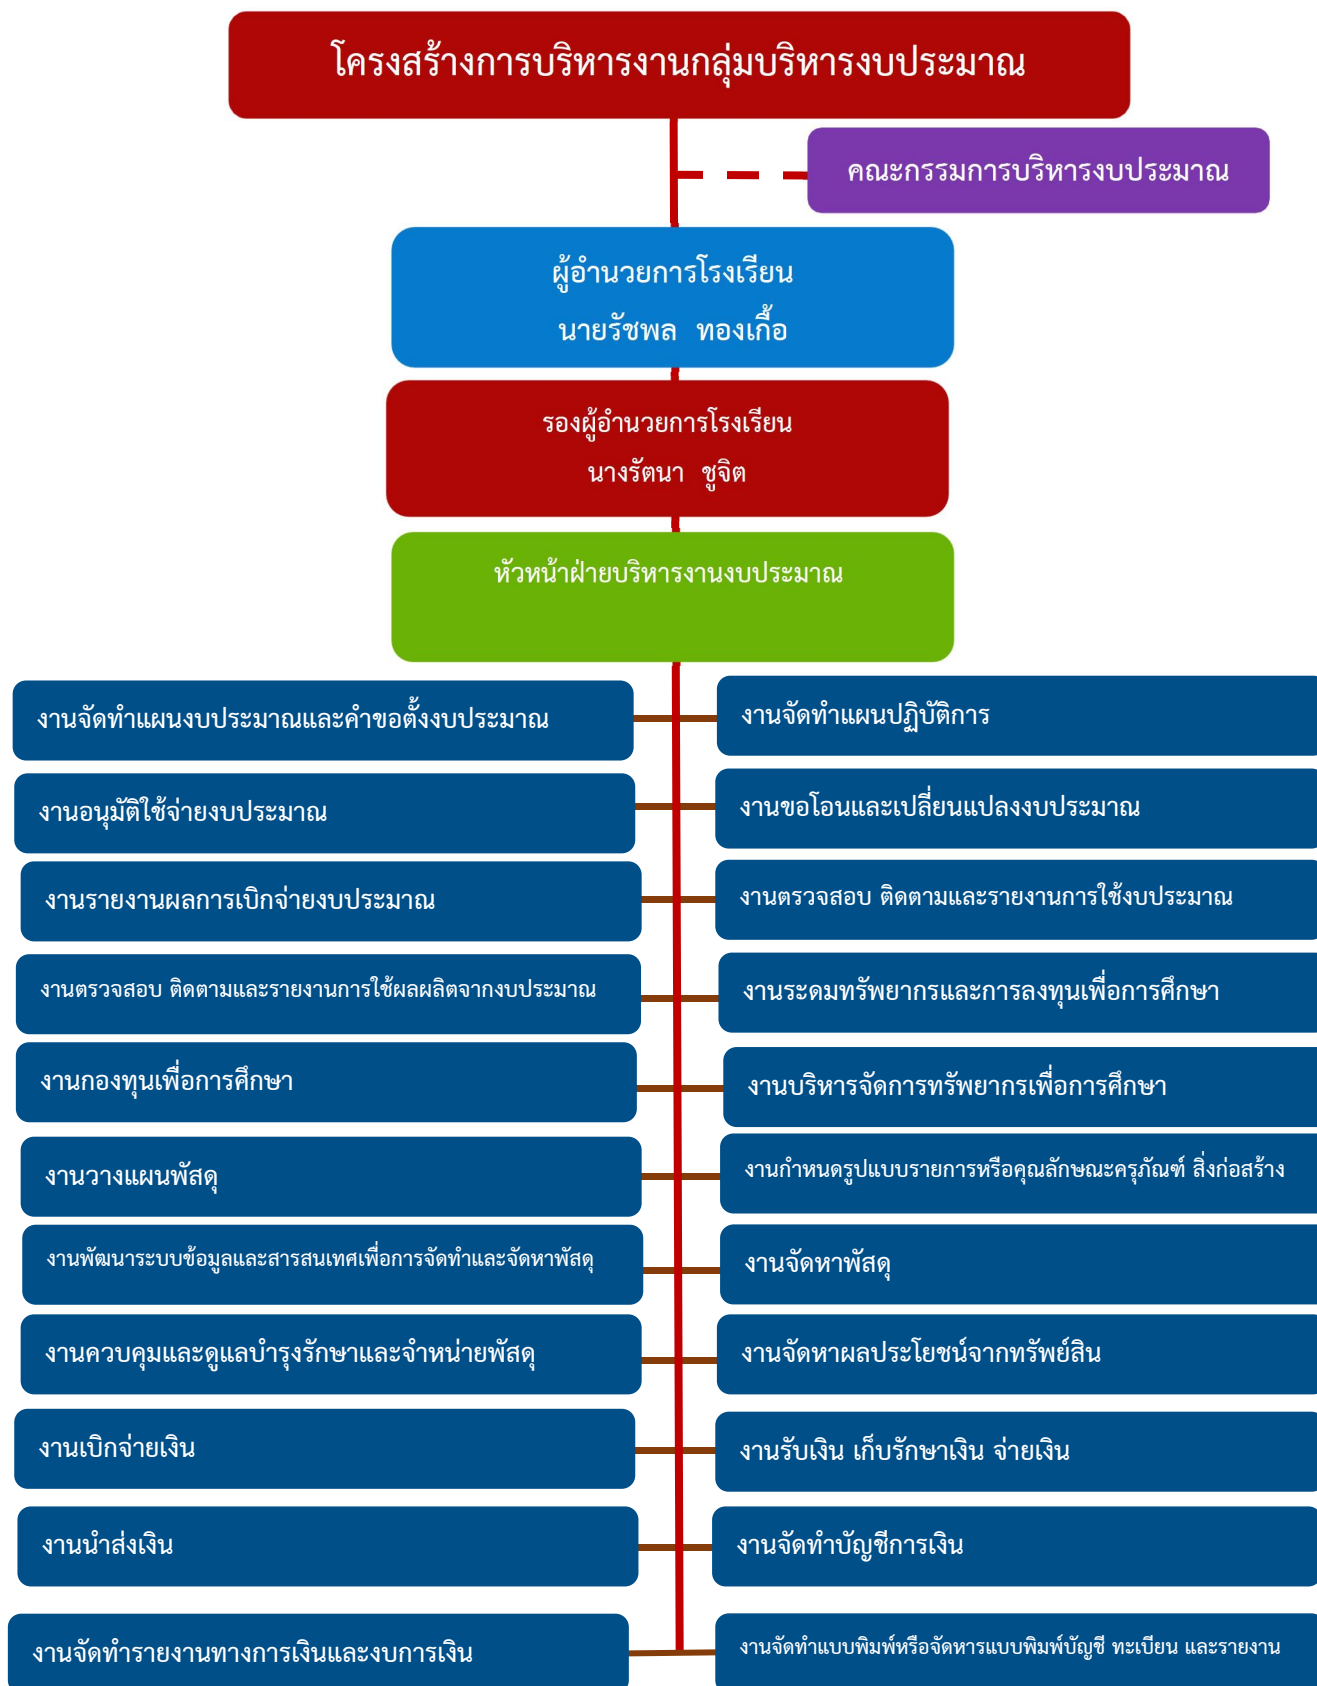 โครงสร้างการบริหารงานกลุ่มบริหารงบประมาณ
คณะกรรมการบริหารงบประมาณ
ผู้อำนวยการโรงเรียน
นายรัชพล ทองเกื้อ
รองผู้อำนวยการโรงเรียน
นางรัตนา ชูจิต
หัวหน้าฝ่ายบริหารงานงบประมาณ
งานจัดทำแผนงบประมาณและคำขอตั้งงบประมาณ
งานจัดทำแผนปฏิบัติการ
งานอนุมัติใช้จ่ายงบประมาณ
งานขอโอนและเปลี่ยนแปลงงบประมาณ
งานรายงานผลการเบิกจ่ายงบประมาณ
งานตรวจสอบ ติดตามและรายงานการใช้งบประมาณ
งานตรวจสอบ ติดตามและรายงานการใช้ผลผลิตจากงบประมาณ
งานระดมทรัพยากรและการลงทุนเพื่อการศึกษา
งานกองทุนเพื่อการศึกษา
งานบริหารจัดการทรัพยากรเพื่อการศึกษา
งานวางแผนพัสดุ
งานกำหนดรูปแบบรายการหรือคุณลักษณะครุภัณฑ์ สิ่งก่อสร้าง
งานพัฒนาระบบข้อมูลและสารสนเทศเพื่อการจัดทำและจัดหาพัสดุ
งานจัดหาพัสดุ
งานควบคุมและดูแลบำรุงรักษาและจำหน่ายพัสดุ
งานจัดหาผลประโยชน์จากทรัพย์สิน
งานเบิกจ่ายเงิน
งานรับเงิน เก็บรักษาเงิน จ่ายเงิน
งานนำส่งเงิน
งานจัดทำบัญชีการเงิน
งานจัดทำรายงานทางการเงินและงบการเงิน
งานจัดทำแบบพิมพ์หรือจัดหารแบบพิมพ์บัญชี ทะเบียน และรายงาน